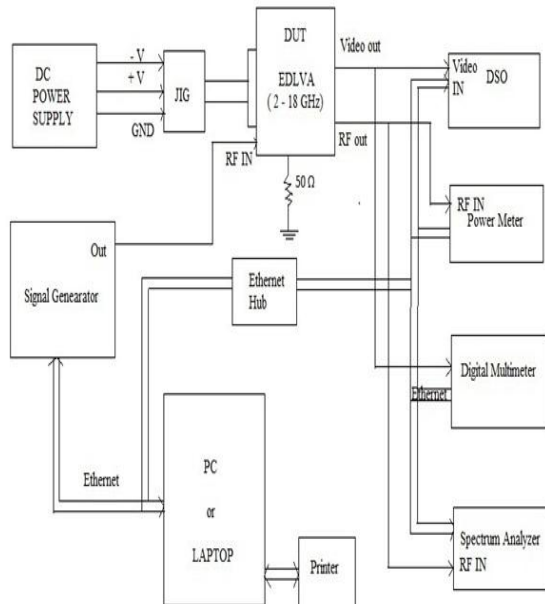 DC
POWER
SUPPLY
- V
+ V
GND
JIG
DUT
EDLVA
( 2 - 18 GHz)
Video out
RF out
RF IN
50 Ω
Video
IN
DSO
RF IN
Power Meter
Out
Signal Genearator
Ethernet
Hub
Digital Multimeter
Ethernet
Ethernet
PC
or
LAPTOP
Printer
Spectrum Analyzer
RF IN